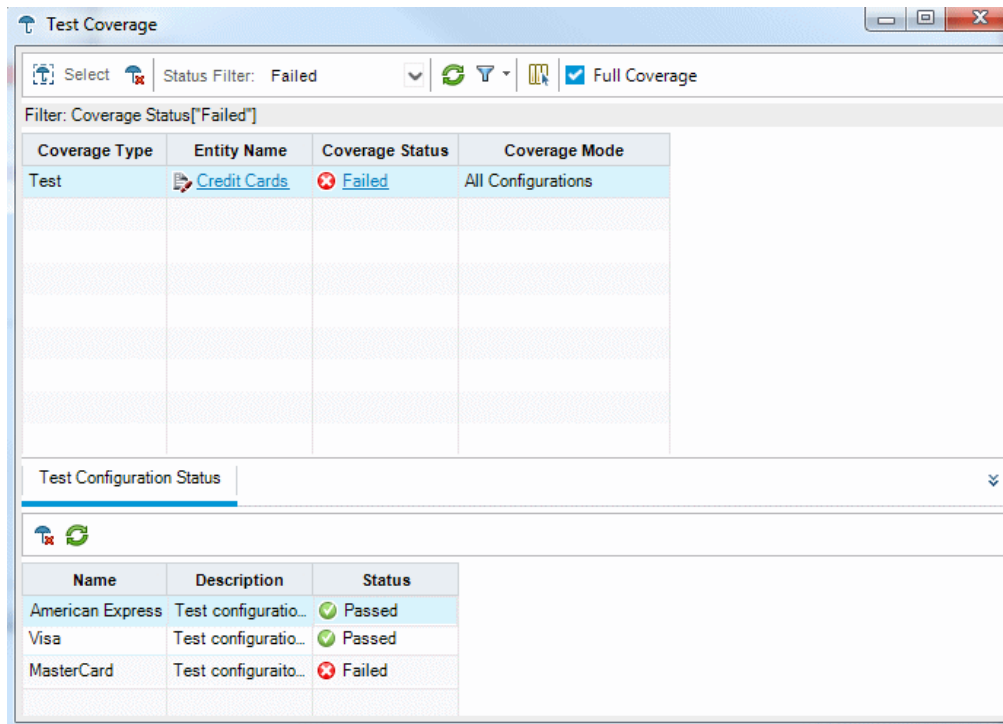 Test Coverage
Select Status Filter: Failed Full Coverage
Filter: Coverage Status["Failed"]
Coverage Type Entity Name Coverage Status Coverage Mode
Test Credit Cards Failed All Configurations
Test Configuration Status
Name Description Status
American Express Test configuratio... Passed
Visa Test configuratio... Passed
MasterCard Test configuraito... Failed